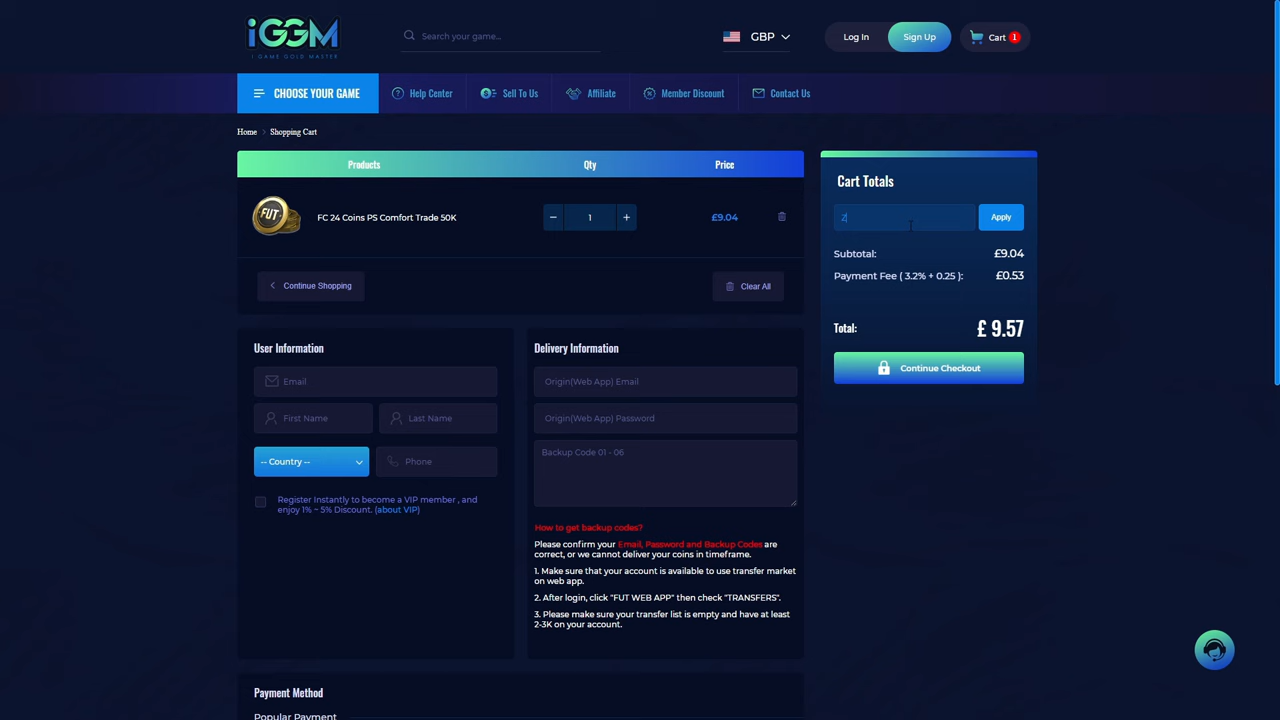 iGGM
I GAME GOLD MASTER
Search your game...
GBP
Log In
Sign Up
Cart 1
CHOOSE YOUR GAME
Help Center
Sell To Us
Affiliate
Member Discount
Contact Us
Home > Shopping Cart
Products
Qty
Price
FUT
FC 24 Coins PS Comfort Trade 50K
− 1 +
£9.04
Continue Shopping
Clear All
Cart Totals
Z
Apply
Subtotal: £9.04
Payment Fee ( 3.2% + 0.25 ): £0.53
Total: £ 9.57
Continue Checkout
User Information
Email
First Name
Last Name
-- Country --
Phone
Register Instantly to become a VIP member , and
enjoy 1% ~ 5% Discount. (about VIP)
Delivery Information
Origin(Web App) Email
Origin(Web App) Password
Backup Code 01 - 06
How to get backup codes?
Please confirm your Email, Password and Backup Codes are
correct, or we cannot deliver your coins in timeframe.
1. Make sure that your account is available to use transfer market
on web app.
2. After login, click "FUT WEB APP" then check "TRANSFERS".
3. Please make sure your transfer list is empty and have at least
2-3K on your account.
Payment Method
Popular Payment